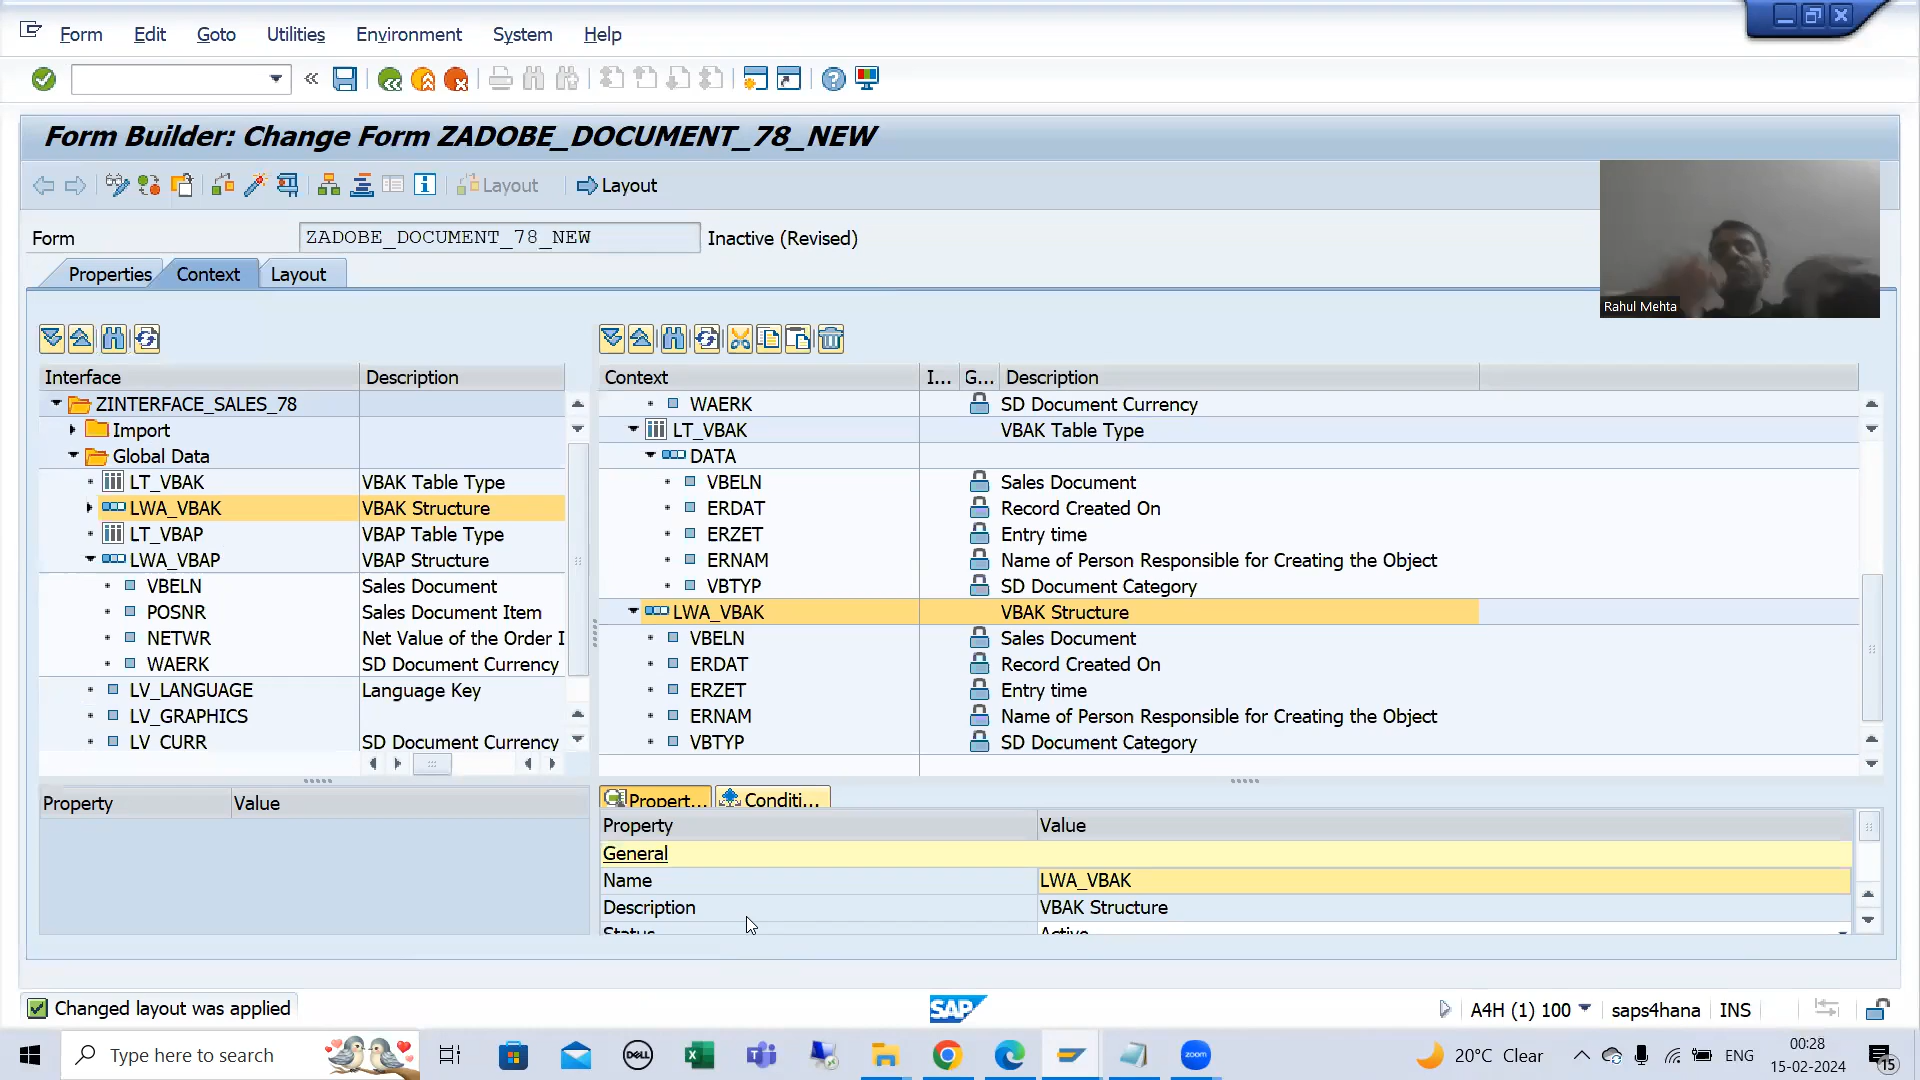 Form Edit Goto Utilities Environment System Help
Form Builder: Change Form ZADOBE_DOCUMENT_78_NEW
Layout Layout
Form ZADOBE_DOCUMENT_78_NEW Inactive (Revised)
Properties Context Layout
Rahul Mehta
Interface Description
ZINTERFACE_SALES_78
Import
Global Data
LT_VBAK VBAK Table Type
LWA_VBAK VBAK Structure
LT_VBAP VBAP Table Type
LWA_VBAP VBAP Structure
VBELN Sales Document
POSNR Sales Document Item
NETWR Net Value of the Order I
WAERK SD Document Currency
LV_LANGUAGE Language Key
LV_GRAPHICS
LV_CURR SD Document Currency
Property Value
Context I... G... Description
WAERK SD Document Currency
LT_VBAK VBAK Table Type
DATA
VBELN Sales Document
ERDAT Record Created On
ERZET Entry time
ERNAM Name of Person Responsible for Creating the Object
VBTYP SD Document Category
LWA_VBAK VBAK Structure
VBELN Sales Document
ERDAT Record Created On
ERZET Entry time
ERNAM Name of Person Responsible for Creating the Object
VBTYP SD Document Category
Propert... Conditi...
Property Value
General
Name LWA_VBAK
Description VBAK Structure
Status Active
Changed layout was applied
SAP
A4H (1) 100 saps4hana INS
Type here to search
DELL
zoom
20°C Clear
ENG
00:28
15-02-2024
15